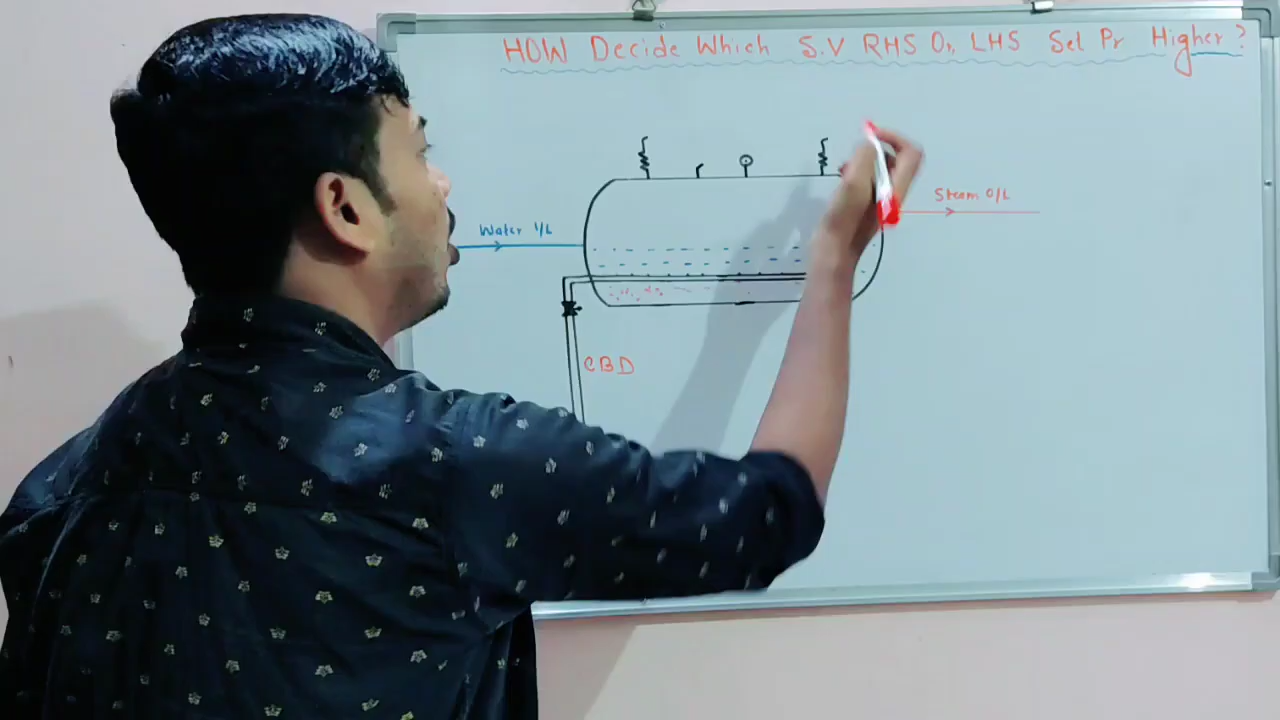 HOW Decide Which S.V RHS Or LHS Set Pr Higher?
Steam O/L
Water I/L
CBD